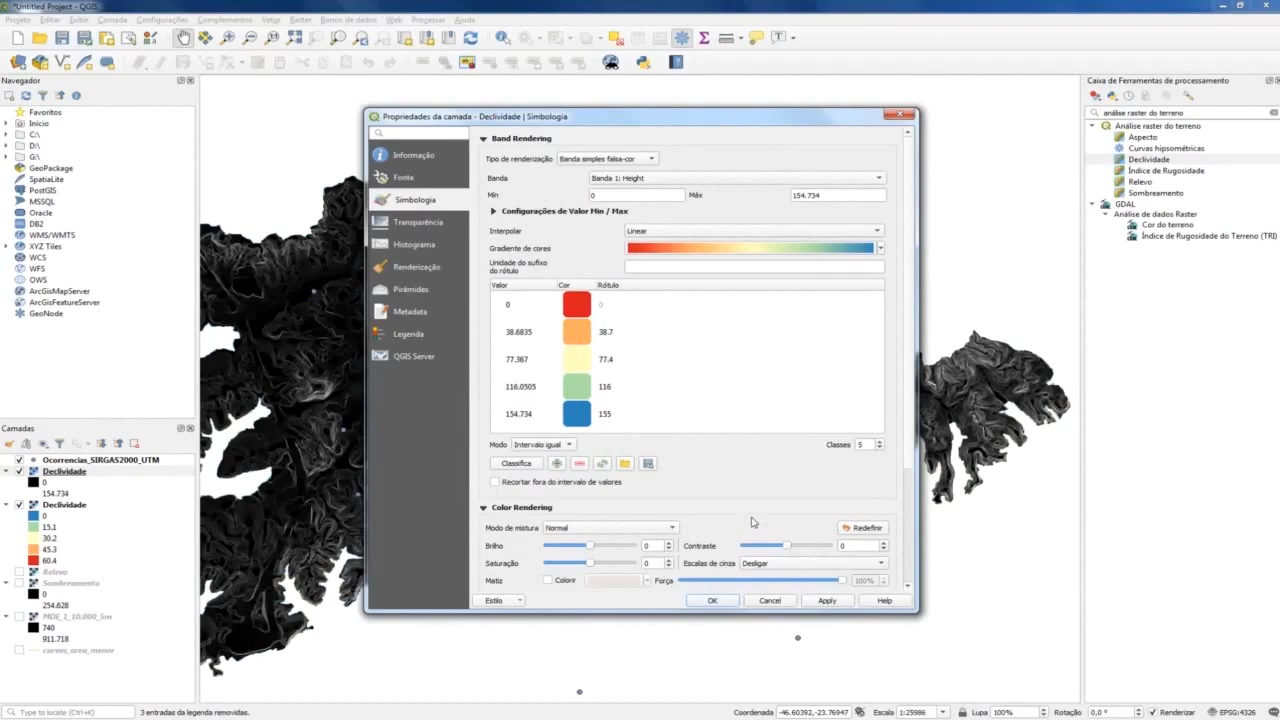 *Untitled Project - QGIS
Projeto Editar Exibir Camada Configurações Complementos Vetor Raster Banco de dados Web Processar Ajuda
Navegador
Favoritos
Início
C:\
D:\
G:\
GeoPackage
SpatiaLite
PostGIS
MSSQL
Oracle
DB2
WMS/WMTS
XYZ Tiles
WCS
WFS
OWS
ArcGisMapServer
ArcGisFeatureServer
GeoNode
Camadas
Ocorrencias_SIRGAS2000_UTM
Declividade
0
154.734
Declividade
0
15.1
30.2
45.3
60.4
Relevo
Sombreamento
0
254.628
MDE_1_10.000_5m
740
911.718
curvas_area_menor
Propriedades da camada - Declividade | Simbologia
Informação
Fonte
Simbologia
Transparência
Histograma
Renderização
Pirâmides
Metadata
Legenda
QGIS Server
Band Rendering
Tipo de renderização Banda simples falsa-cor
Banda Banda 1: Height
Mín 0 Máx 154.734
Configurações de Valor Min / Max
Interpolar Linear
Gradiente de cores
Unidade do sufixo
do rótulo
Valor Cor Rótulo
0 0
38.6835 38.7
77.367 77.4
116.0505 116
154.734 155
Modo Intervalo igual Classes 5
Classifica
Recortar fora do intervalo de valores
Color Rendering
Modo de mistura Normal Redefinir
Brilho 0 Contraste 0
Saturação 0 Escalas de cinza Desligar
Matiz Colorir Força 100%
Estilo OK Cancel Apply Help
Caixa de Ferramentas de processamento
análise raster do terreno
Análise raster do terreno
Aspecto
Curvas hipsométricas
Declividade
Índice de Rugosidade
Relevo
Sombreamento
GDAL
Análise de dados Raster
Cor do terreno
Índice de Rugosidade do Terreno (TRI)
Type to locate (Ctrl+K) 3 entradas da legenda removidas. Coordenada -46.60392,-23.76947 Escala 1:25986 Lupa 100% Rotação 0,0 ° Renderizar EPSG:4326